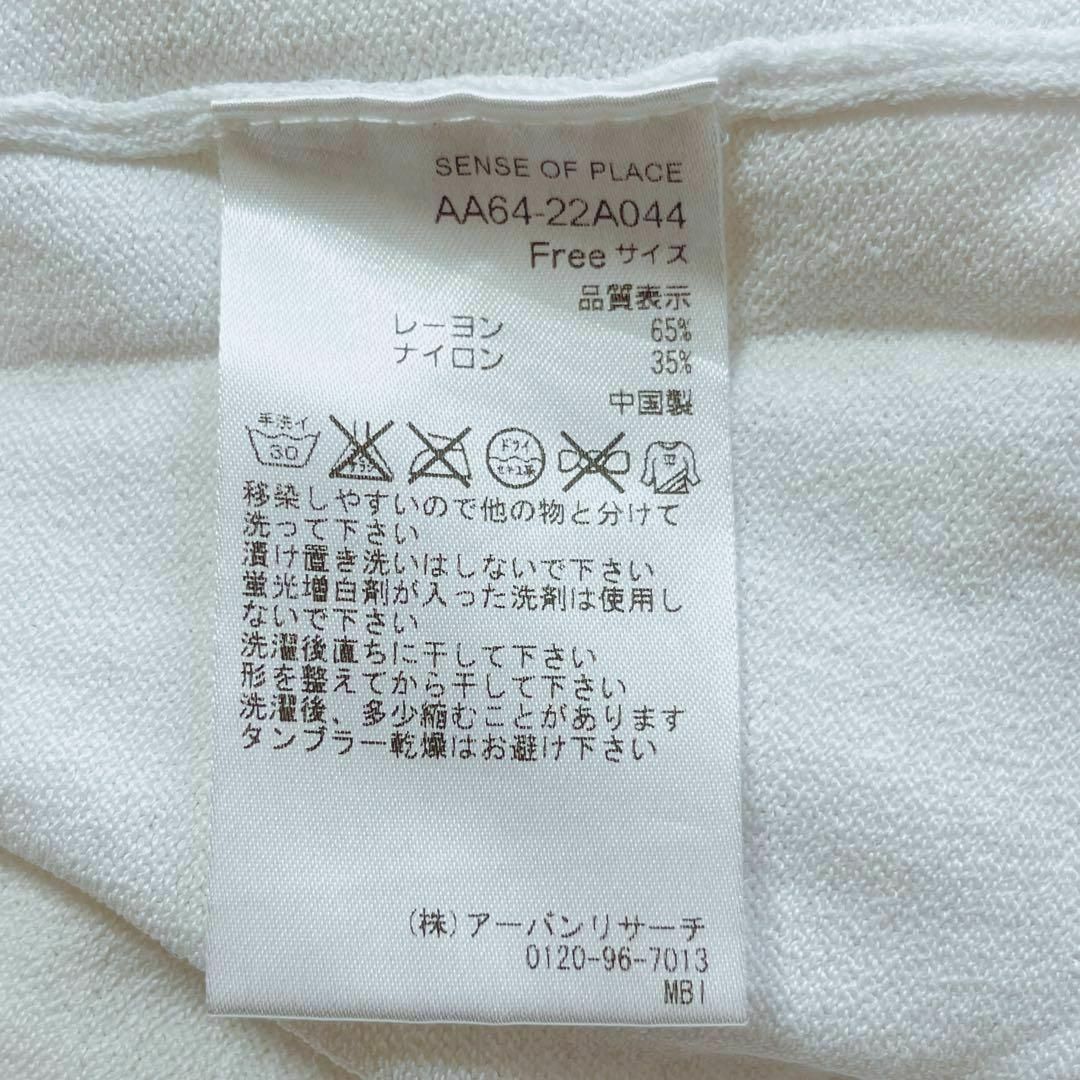 SENSE OF PLACE
AA64-22A044
Free サイズ
品質表示
レーヨン 65%
ナイロン 35%
中国製
手洗イ
30
ドライ
移染しやすいので他の物と分けて
洗って下さい
漬け置き洗いはしないで下さい
蛍光増白剤が入った洗剤は使用し
ないで下さい
洗濯後直ちに干して下さい
形を整えてから干して下さい
洗濯後、多少縮むことがあります
タンブラー乾燥はお避け下さい
(株)アーバンリサーチ
0120-96-7013
MBI